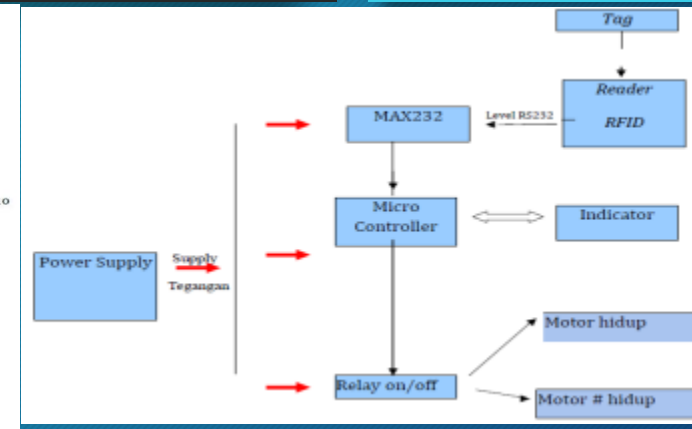 Tag
Reader
RFID
Level RS232
MAX232
Micro
Controller
Indicator
Power Supply
Supply
Tegangan
Motor hidup
Relay on/off
Motor # hidup